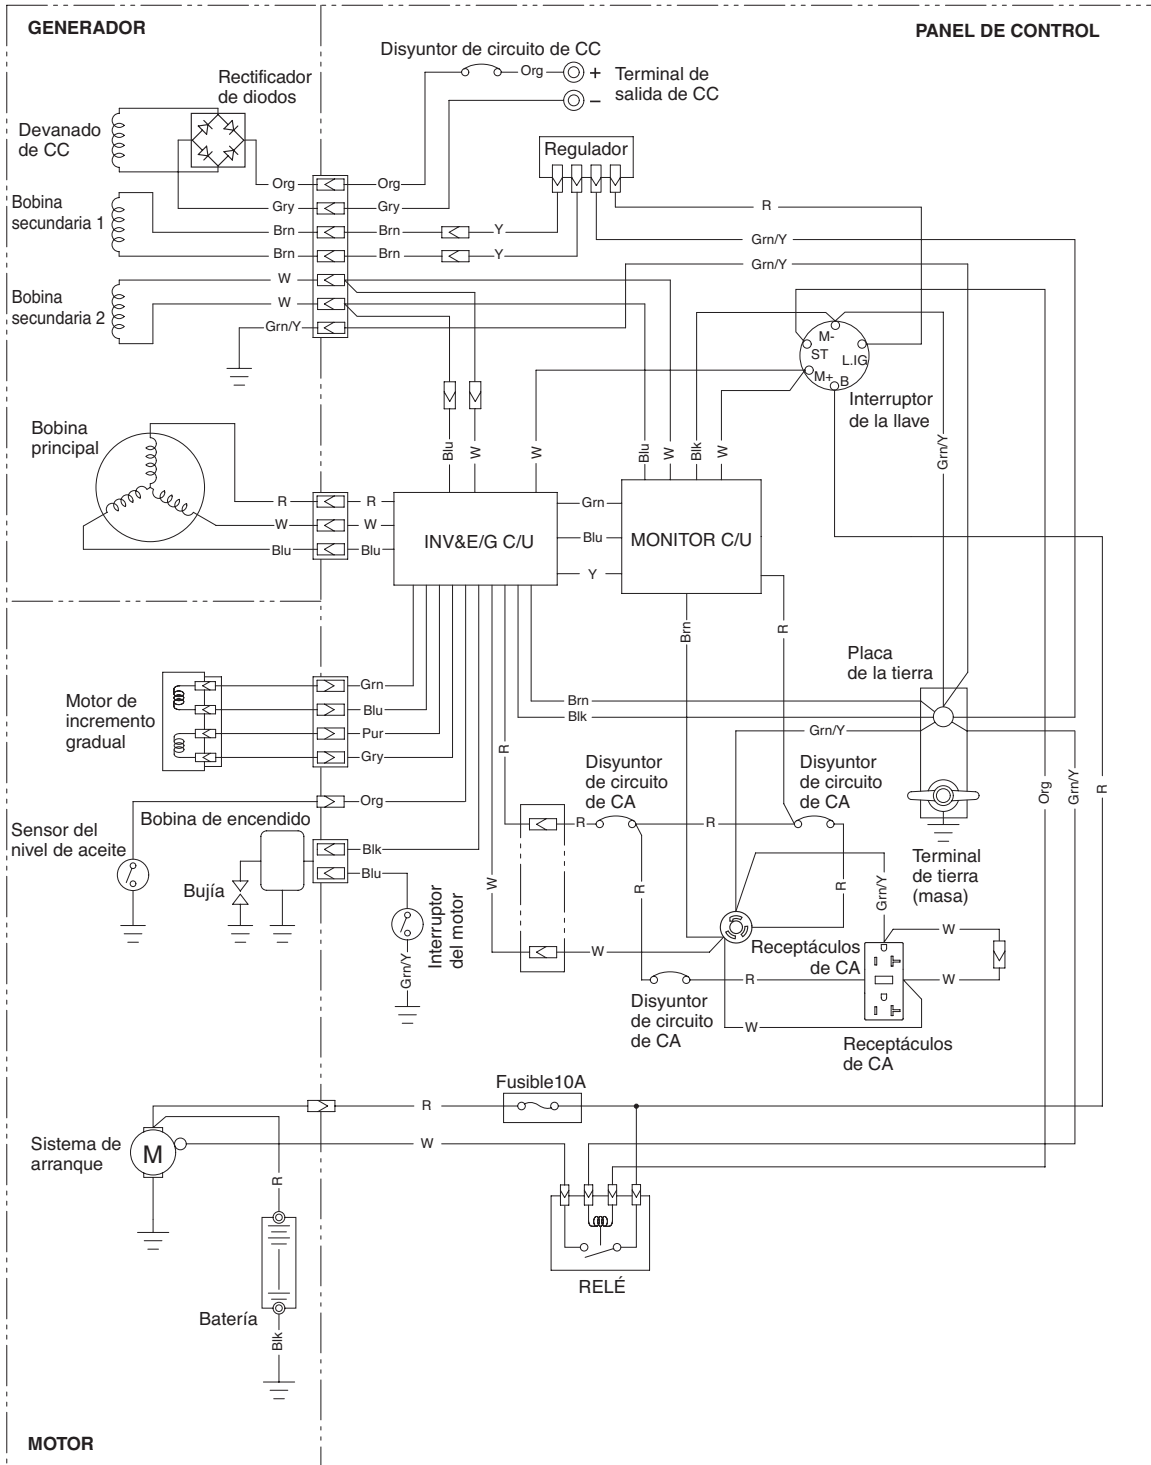 GENERADOR
PANEL DE CONTROL
Disyuntor de circuito de CC
Org
+
Terminal de
salida de CC
–
Rectificador
de diodos
Devanado
de CC
Regulador
Org
Org
Gry
Gry
R
Bobina
secundaria 1
Brn
Brn
Y
Grn/Y
Brn
Brn
Y
Grn/Y
W
Bobina
secundaria 2
W
Grn/Y
M-
ST
L.IG
M+
B
Interruptor
de la llave
Bobina
principal
Blu
W
W
Blu
W
Blk
W
Grn/Y
R
R
W
W
Blu
Blu
INV&E/G C/U
Grn
Blu
Y
MONITOR C/U
Brn
R
Placa
de la tierra
Motor de
incremento
gradual
Grn
Blu
Pur
Gry
Brn
Blk
Grn/Y
R
Disyuntor
de circuito
de CA
Disyuntor
de circuito
de CA
Org
Grn/Y
R
Org
Sensor del
nivel de aceite
Bobina de encendido
R
R
Blk
Blu
Bujía
Terminal
de tierra
(masa)
W
R
R
Grn/Y
Interruptor
del motor
Grn/Y
W
W
Receptáculos
de CA
W
R
Disyuntor
de circuito
de CA
W
Receptáculos
de CA
Fusible10A
R
Sistema de
arranque
M
W
R
RELÉ
Batería
Blk
MOTOR